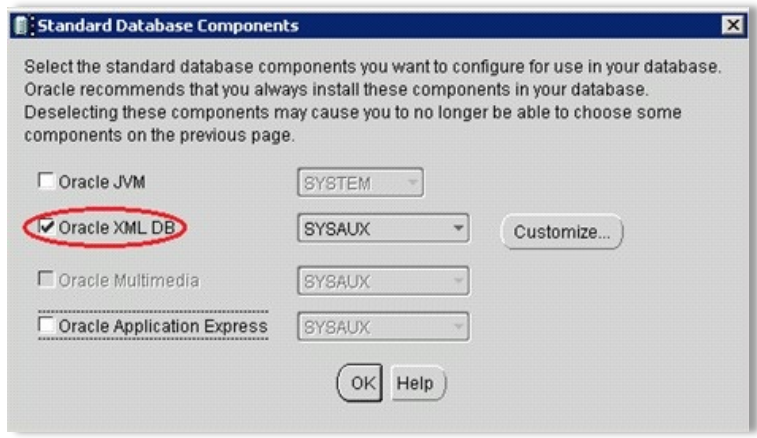 Standard Database Components
Select the standard database components you want to configure for use in your database.
Oracle recommends that you always install these components in your database.
Deselecting these components may cause you to no longer be able to choose some
components on the previous page.
Oracle JVM SYSTEM
Oracle XML DB SYSAUX Customize...
Oracle Multimedia SYSAUX
Oracle Application Express SYSAUX
OK Help